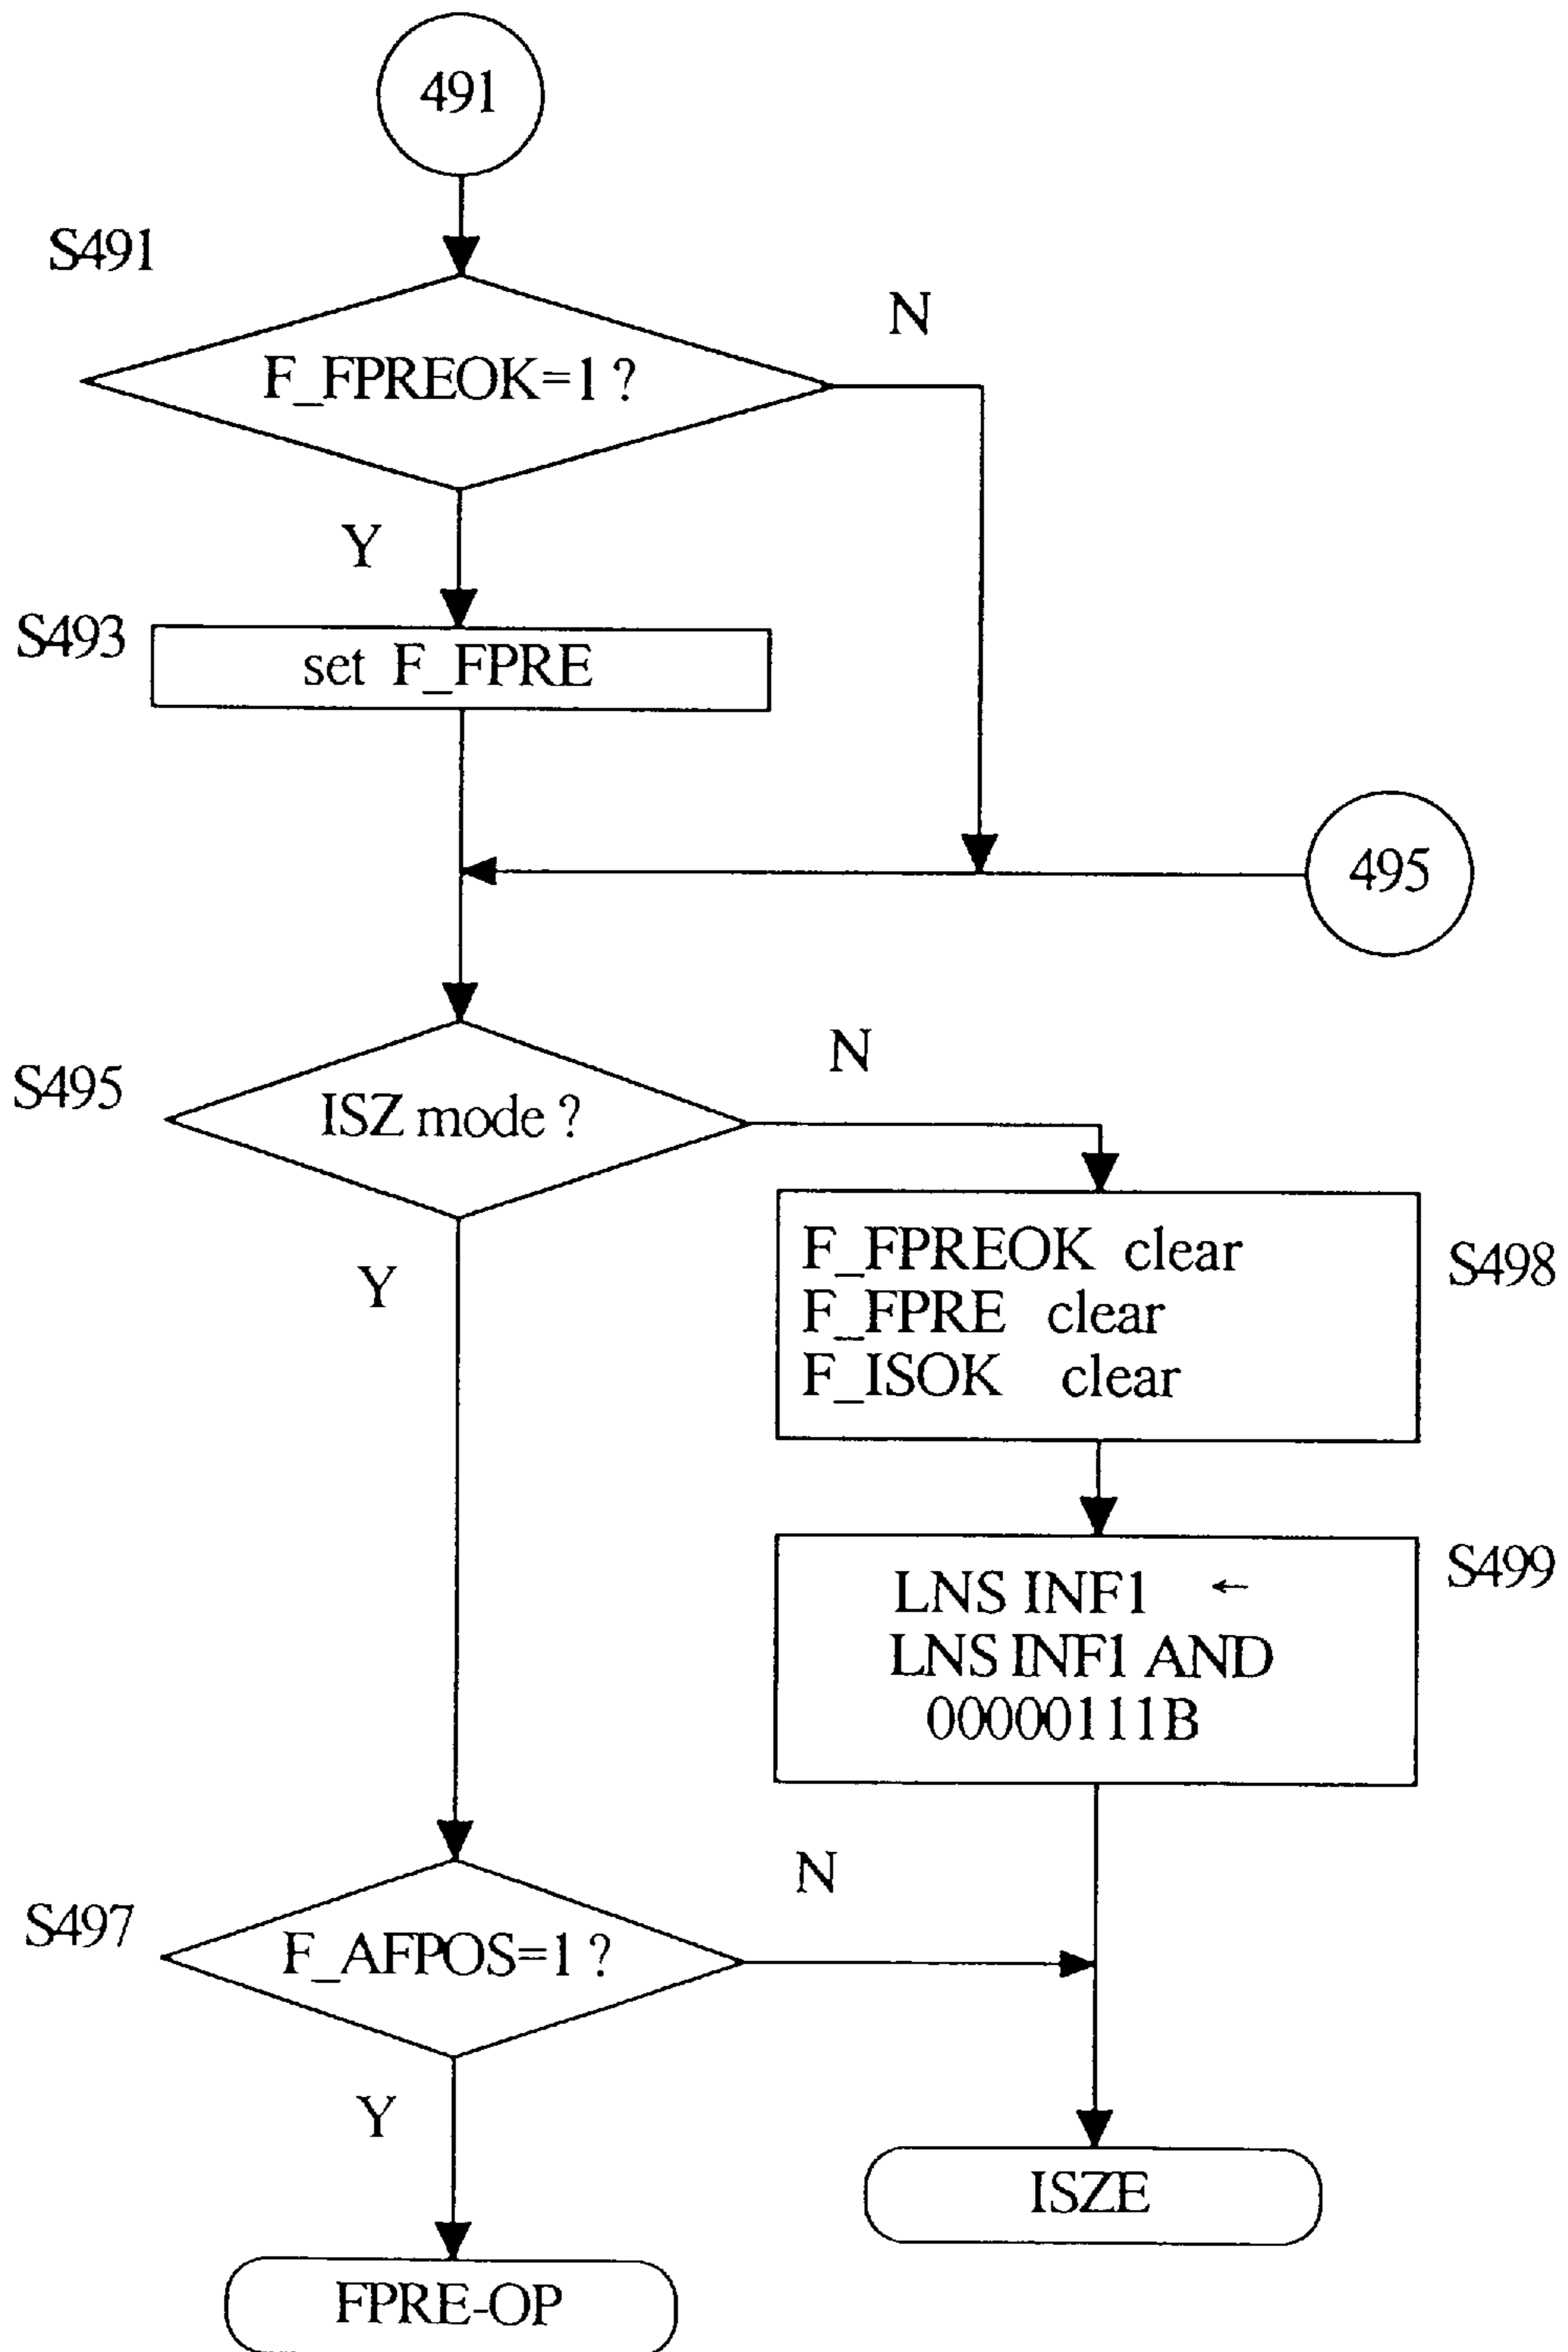 491
S491
F_FPREOK=1 ?
N
Y
S493
set F_FPRE
495
S495
ISZ mode ?
N
Y
F_FPREOK clear
F_FPRE clear
F_ISOK clear
S498
LNS INF1 ←
LNS INF1 AND
00000111B
S499
S497
F_AFPOS=1 ?
N
Y
ISZE
FPRE-OP